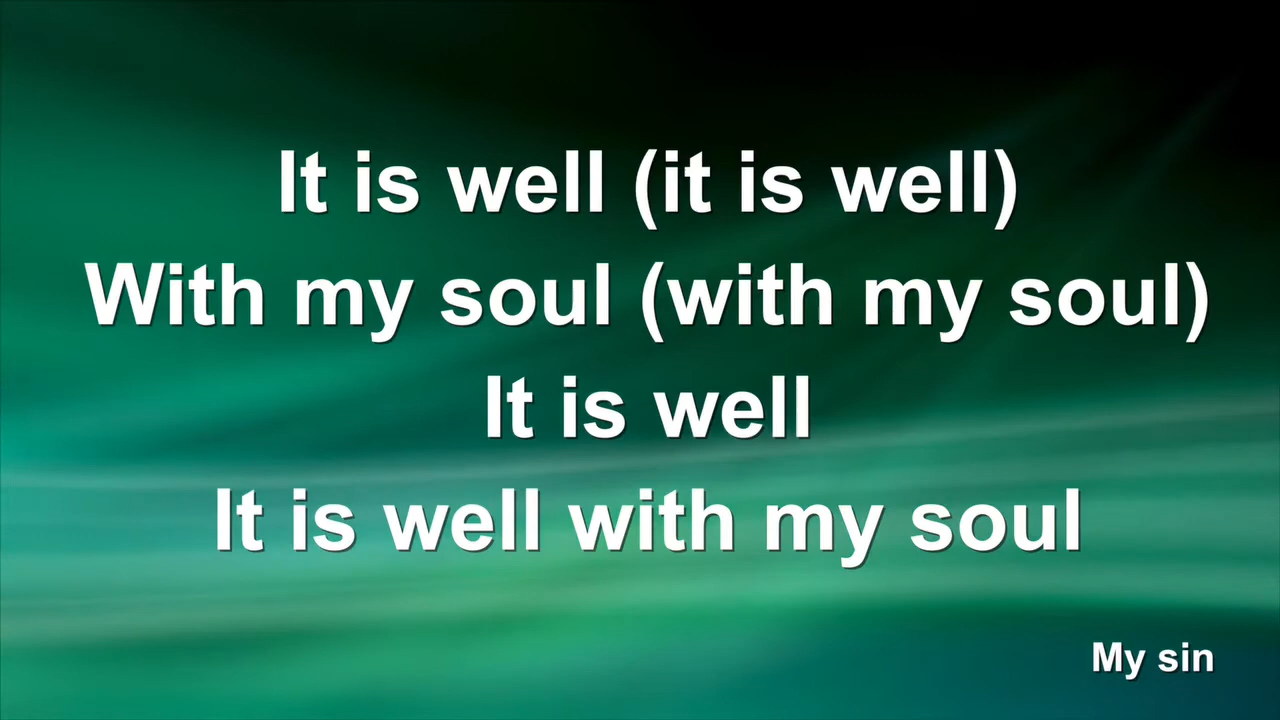 It is well (it is well)
With my soul (with my soul)
It is well
It is well with my soul
My sin